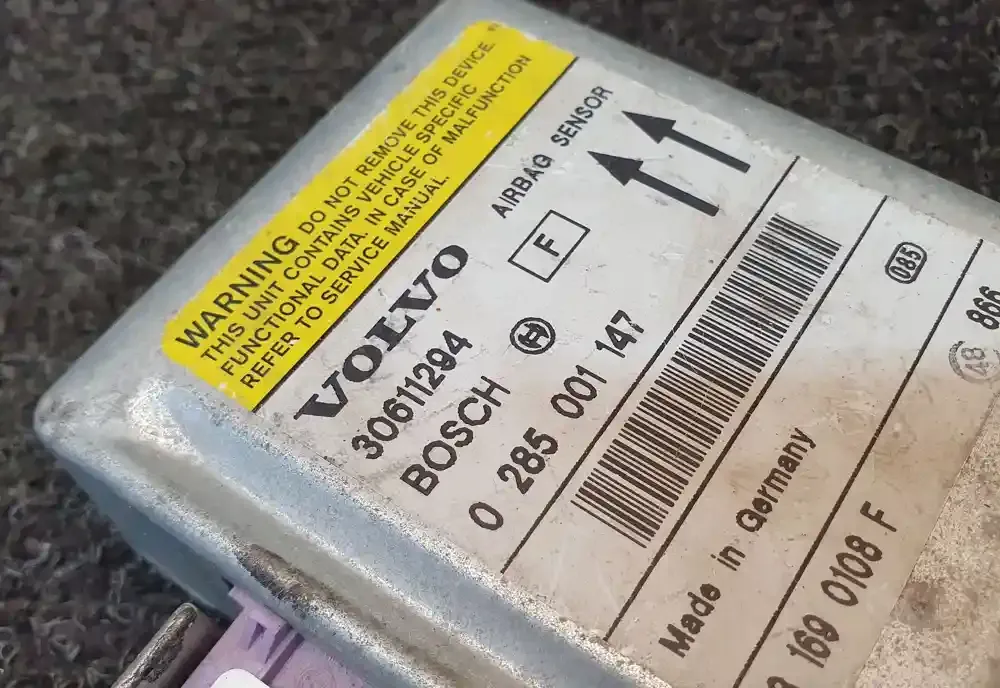 WARNING DO NOT REMOVE THIS DEVICE.
THIS UNIT CONTAINS VEHICLE SPECIFIC
FUNCTIONAL DATA. IN CASE OF MALFUNCTION
REFER TO SERVICE MANUAL.
VOLVO
AIRBAG SENSOR
30611294
F
BOSCH
0 285 001 147
085
Made in Germany
866
48
169 0108 F